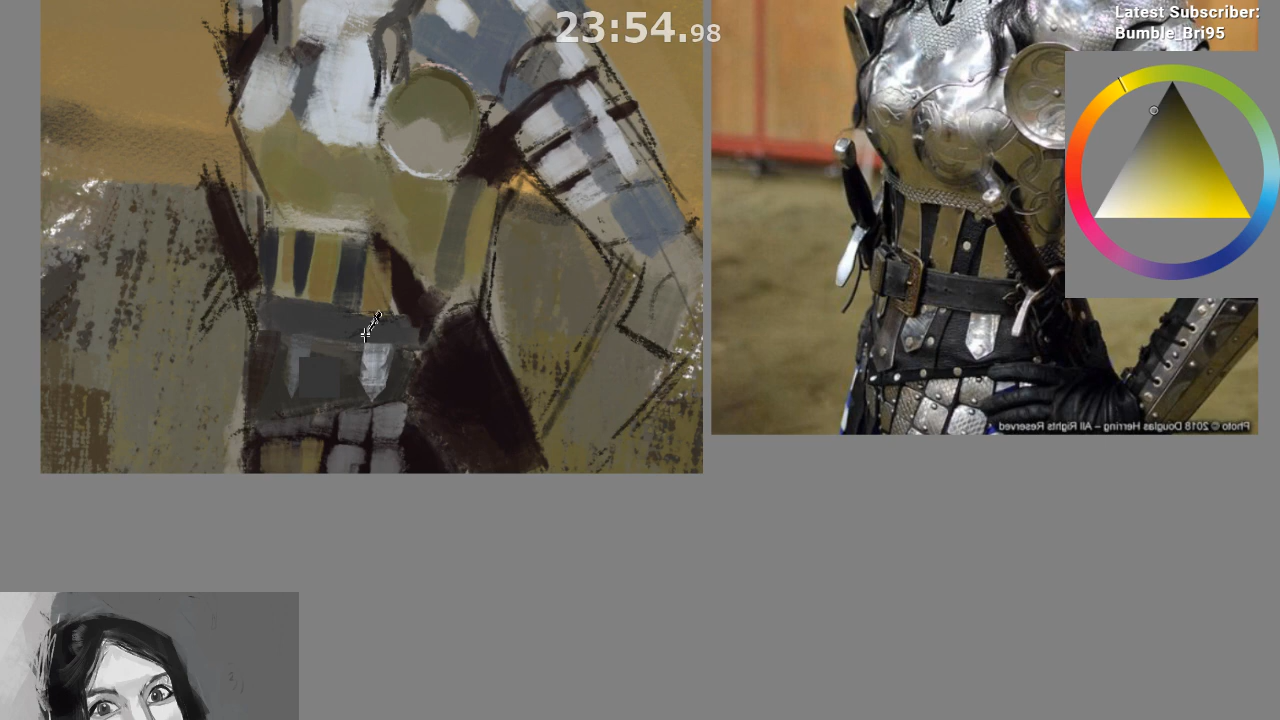 23:54.98
Latest Subscriber:
Bumble_Bri95
Photo © 2018 Douglas Herring – All Rights Reserved